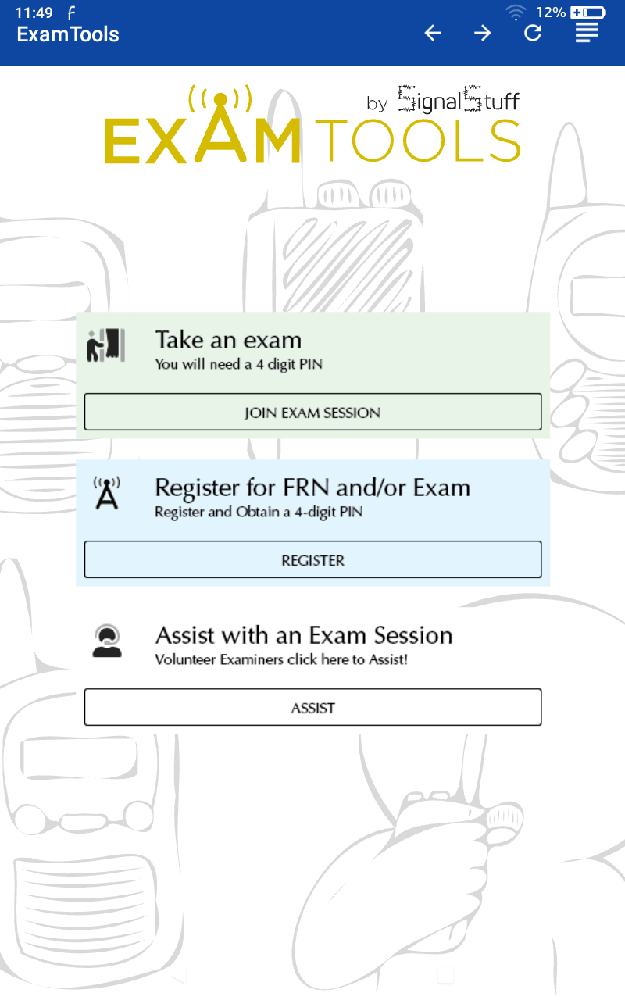 11:49 f 12%
ExamTools
by SignalStuff
EXAMTOOLS
Take an exam
You will need a 4 digit PIN
JOIN EXAM SESSION
Register for FRN and/or Exam
Register and Obtain a 4-digit PIN
REGISTER
Assist with an Exam Session
Volunteer Examiners click here to Assist!
ASSIST